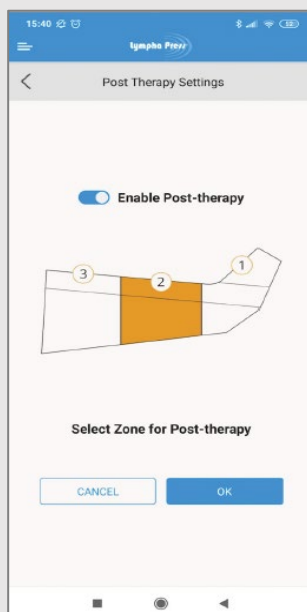 15:40
50
Lympha Press
Post Therapy Settings
Enable Post-therapy
1
2
3
Select Zone for Post-therapy
CANCEL
OK